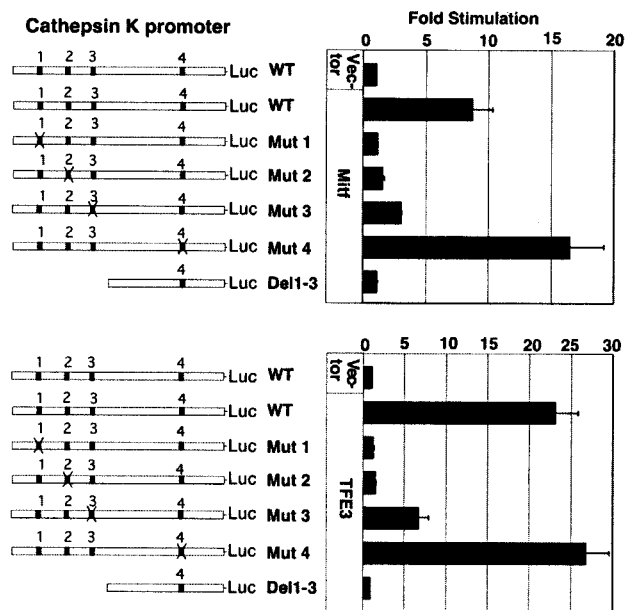 Cathepsin K promoter
Fold Stimulation
0 5 10 15 20
1 2 3 4
Luc WT
Vec-
tor
1 2 3 4
Luc WT
1 2 3 4
Luc Mut 1
1 2 3 4
Luc Mut 2
1 2 3 4
Luc Mut 3
1 2 3 4
Luc Mut 4
4
Luc Del1-3
Mitf
0 5 10 15 20 25 30
1 2 3 4
Luc WT
Vec-
tor
1 2 3 4
Luc WT
1 2 3 4
Luc Mut 1
1 2 3 4
Luc Mut 2
1 2 3 4
Luc Mut 3
1 2 3 4
Luc Mut 4
4
Luc Del1-3
TFE3